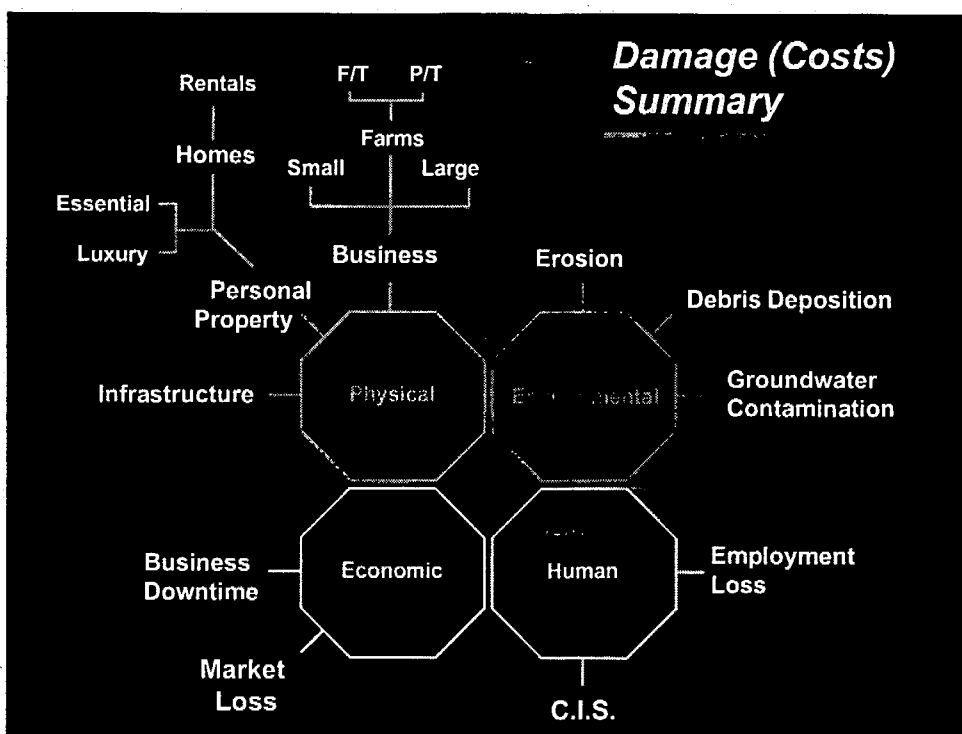 Damage (Costs)
Summary
F/T
P/T
Rentals
Farms
Homes
Small
Large
Essential
Luxury
Business
Erosion
Personal
Property
Debris Deposition
Infrastructure
Physical
Groundwater
Contamination
Business
Downtime
Economic
Human
Employment
Loss
Market
Loss
C.I.S.